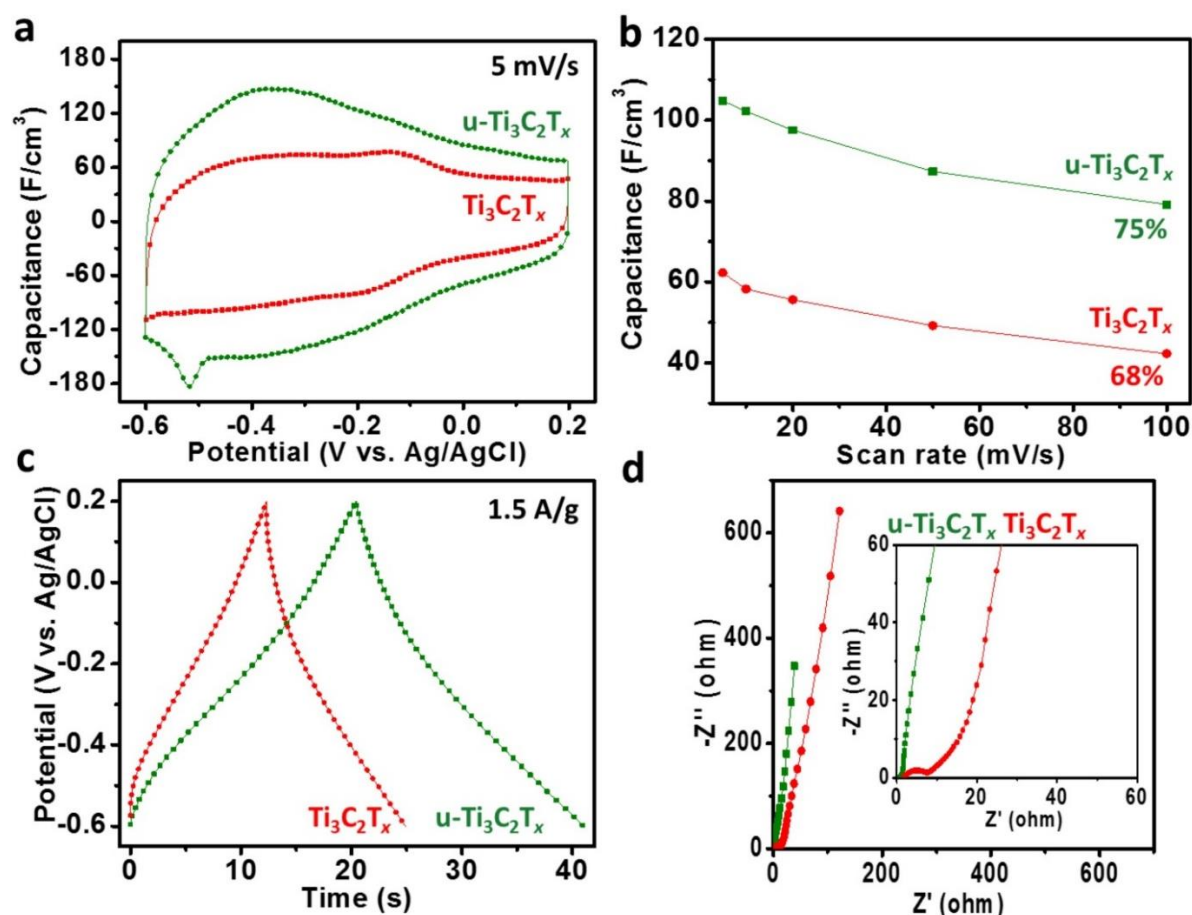 a
180
120
60
0
-60
-120
-180
Capacitance (F/cm³)
5 mV/s
u-Ti₃C₂Tₓ
Ti₃C₂Tₓ
-0.6 -0.4 -0.2 0.0 0.2
Potential (V vs. Ag/AgCl)
b
120
100
80
60
40
Capacitance (F/cm³)
u-Ti₃C₂Tₓ
75%
Ti₃C₂Tₓ
68%
20 40 60 80 100
Scan rate (mV/s)
c
0.2
0.0
-0.2
-0.4
-0.6
Potential (V vs. Ag/AgCl)
1.5 A/g
Ti₃C₂Tₓ u-Ti₃C₂Tₓ
0 10 20 30 40
Time (s)
d
600
400
200
0
-Z'' (ohm)
u-Ti₃C₂Tₓ Ti₃C₂Tₓ
60
40
20
0
-Z'' (ohm)
0 20 40 60
Z' (ohm)
0 200 400 600
Z' (ohm)